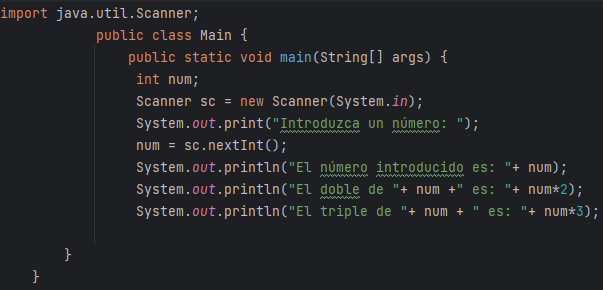 import java.util.Scanner;
public class Main {
public static void main(String[] args) {
int num;
Scanner sc = new Scanner(System.in);
System.out.print("Introduzca un número: ");
num = sc.nextInt();
System.out.println("El número introducido es: "+ num);
System.out.println("El doble de "+ num +" es: "+ num*2);
System.out.println("El triple de "+ num + " es: "+ num*3);
}
}